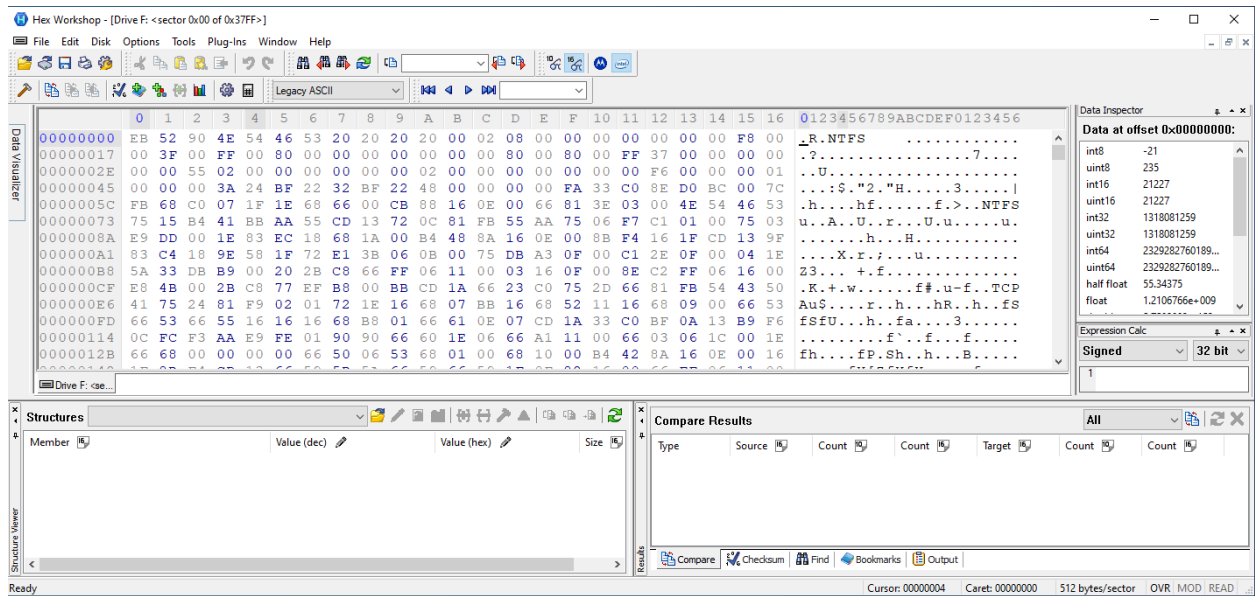 Hex Workshop - [Drive F: <sector 0x00 of 0x37FF>]
File Edit Disk Options Tools Plug-Ins Window Help
Legacy ASCII
Data Visualizer
0 1 2 3 4 5 6 7 8 9 A B C D E F 10 11 12 13 14 15 16 0123456789ABCDEF0123456
00000000 EB 52 90 4E 54 46 53 20 20 20 20 00 02 08 00 00 00 00 00 00 00 F8 00 .R.NTFS    ............
00000017 00 3F 00 FF 00 80 00 00 00 00 00 00 00 80 00 80 00 FF 37 00 00 00 00 .?................7....
0000002E 00 00 55 02 00 00 00 00 00 00 02 00 00 00 00 00 00 00 F6 00 00 00 01 ..U....................
00000045 00 00 00 3A 24 BF 22 32 BF 22 48 00 00 00 00 FA 33 C0 8E D0 BC 00 7C ...:$."2."H.....3.....|
0000005C FB 68 C0 07 1F 1E 68 66 00 CB 88 16 0E 00 66 81 3E 03 00 4E 54 46 53 .h....hf......f.>..NTFS
00000073 75 15 B4 41 BB AA 55 CD 13 72 0C 81 FB 55 AA 75 06 F7 C1 01 00 75 03 u..A..U..r...U.u.....u.
0000008A E9 DD 00 1E 83 EC 18 68 1A 00 B4 48 8A 16 0E 00 8B F4 16 1F CD 13 9F .......h...H...........
000000A1 83 C4 18 9E 58 1F 72 E1 3B 06 0B 00 75 DB A3 0F 00 C1 2E 0F 00 04 1E ....X.r.;...u..........
000000B8 5A 33 DB B9 00 20 2B C8 66 FF 06 11 00 03 16 0F 00 8E C2 FF 06 16 00 Z3... +.f..............
000000CF E8 4B 00 2B C8 77 EF B8 00 BB CD 1A 66 23 C0 75 2D 66 81 FB 54 43 50 .K.+.w......f#.u-f..TCP
000000E6 41 75 24 81 F9 02 01 72 1E 16 68 07 BB 16 68 52 11 16 68 09 00 66 53 Au$....r..h...hR..h..fS
000000FD 66 53 66 55 16 16 16 68 B8 01 66 61 0E 07 CD 1A 33 C0 BF 0A 13 B9 F6 fSfU...h..fa....3......
00000114 0C FC F3 AA E9 FE 01 90 90 66 60 1E 06 66 A1 11 00 66 03 06 1C 00 1E .........f`..f...f.....
0000012B 66 68 00 00 00 00 66 50 06 53 68 01 00 68 10 00 B4 42 8A 16 0E 00 16 fh....fP.Sh..h...B.....
Drive F: <se...
Data Inspector
Data at offset 0x00000000:
int8 -21
uint8 235
int16 21227
uint16 21227
int32 1318081259
uint32 1318081259
int64 2329282760189...
uint64 2329282760189...
half float 55.34375
float 1.2106766e+009
Expression Calc
Signed 32 bit
1
Structures
Member Value (dec) Value (hex) Size
Structure Viewer
Compare Results
All
Type Source Count Count Target Count Count
Results
Compare Checksum Find Bookmarks Output
Ready Cursor: 00000004 Caret: 00000000 512 bytes/sector OVR MOD READ